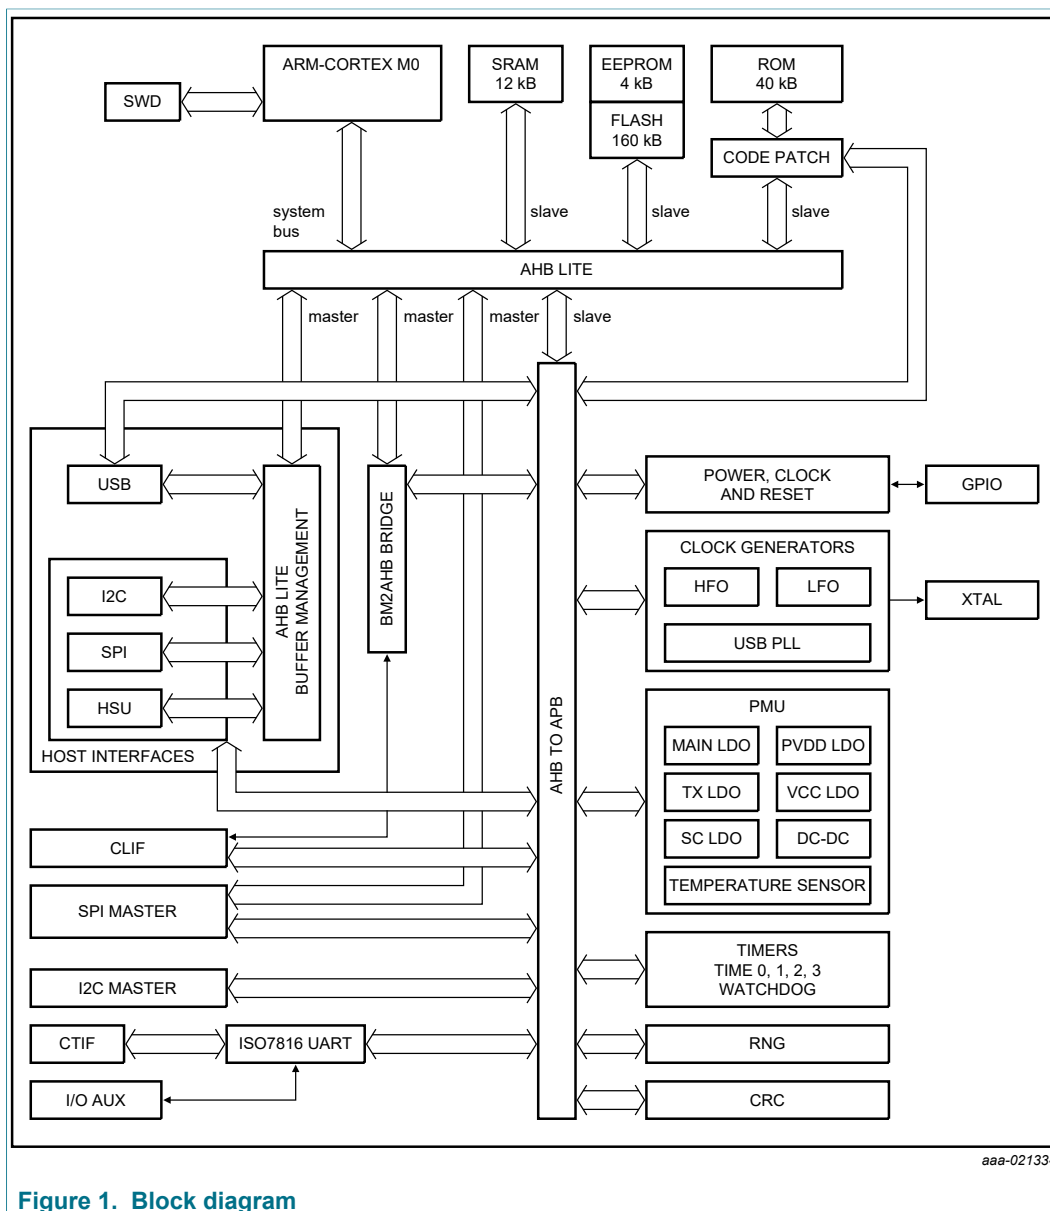 ARM-CORTEX M0
SRAM
12 kB
EEPROM
4 kB
ROM
40 kB
SWD
FLASH
160 kB
CODE PATCH
system
bus
slave
slave
slave
AHB LITE
master
master
master
slave
USB
I2C
SPI
HSU
HOST INTERFACES
AHB LITE
BUFFER MANAGEMENT
BM2AHB BRIDGE
AHB TO APB
POWER, CLOCK
AND RESET
GPIO
CLOCK GENERATORS
HFO
LFO
USB PLL
XTAL
PMU
MAIN LDO
PVDD LDO
TX LDO
VCC LDO
SC LDO
DC-DC
TEMPERATURE SENSOR
CLIF
SPI MASTER
I2C MASTER
CTIF
ISO7816 UART
I/O AUX
TIMERS
TIME 0, 1, 2, 3
WATCHDOG
RNG
CRC
Figure 1. Block diagram